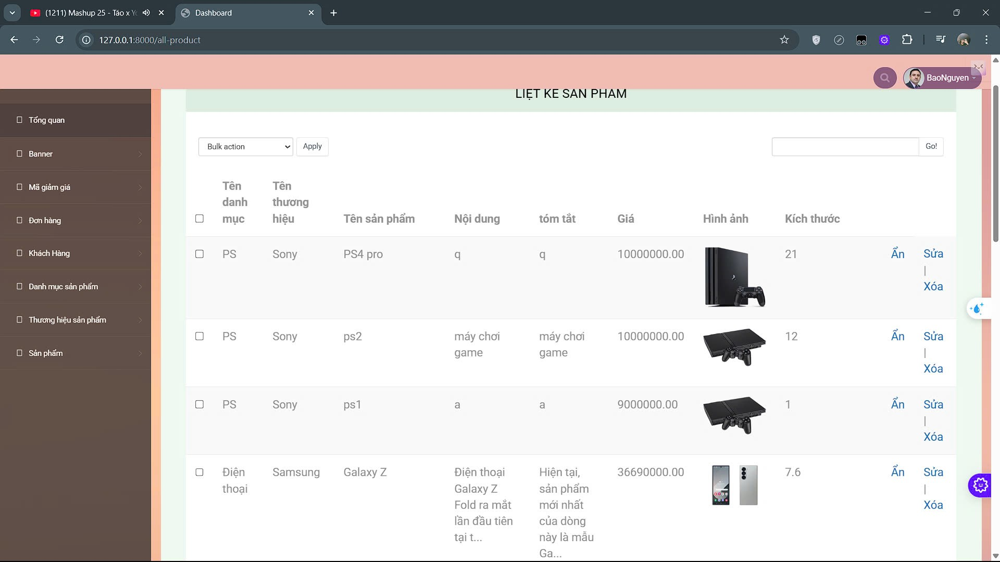 (1211) Mashup 25 - Táo x
Dashboard
127.0.0.1:8000/all-product
BaoNguyen
LIỆT KÊ SẢN PHẨM
Tổng quan
Banner
Mã giảm giá
Đơn hàng
Khách Hàng
Danh mục sản phẩm
Thương hiệu sản phẩm
Sản phẩm
Bulk action
Apply
Go!
Tên danh mục
Tên thương hiệu
Tên sản phẩm
Nội dung
tóm tắt
Giá
Hình ảnh
Kích thước
PS
Sony
PS4 pro
q
q
10000000.00
21
Ẩn
Sửa
|
Xóa
PS
Sony
ps2
máy chơi
game
máy chơi
game
10000000.00
12
Ẩn
Sửa
|
Xóa
PS
Sony
ps1
a
a
9000000.00
1
Ẩn
Sửa
|
Xóa
Điện
thoại
Samsung
Galaxy Z
Điện thoại
Galaxy Z
Fold ra mắt
lần đầu tiên
tại t...
Hiện tại,
sản phẩm
mới nhất
của dòng
này là mẫu
Ga...
36690000.00
7.6
Ẩn
Sửa
|
Xóa